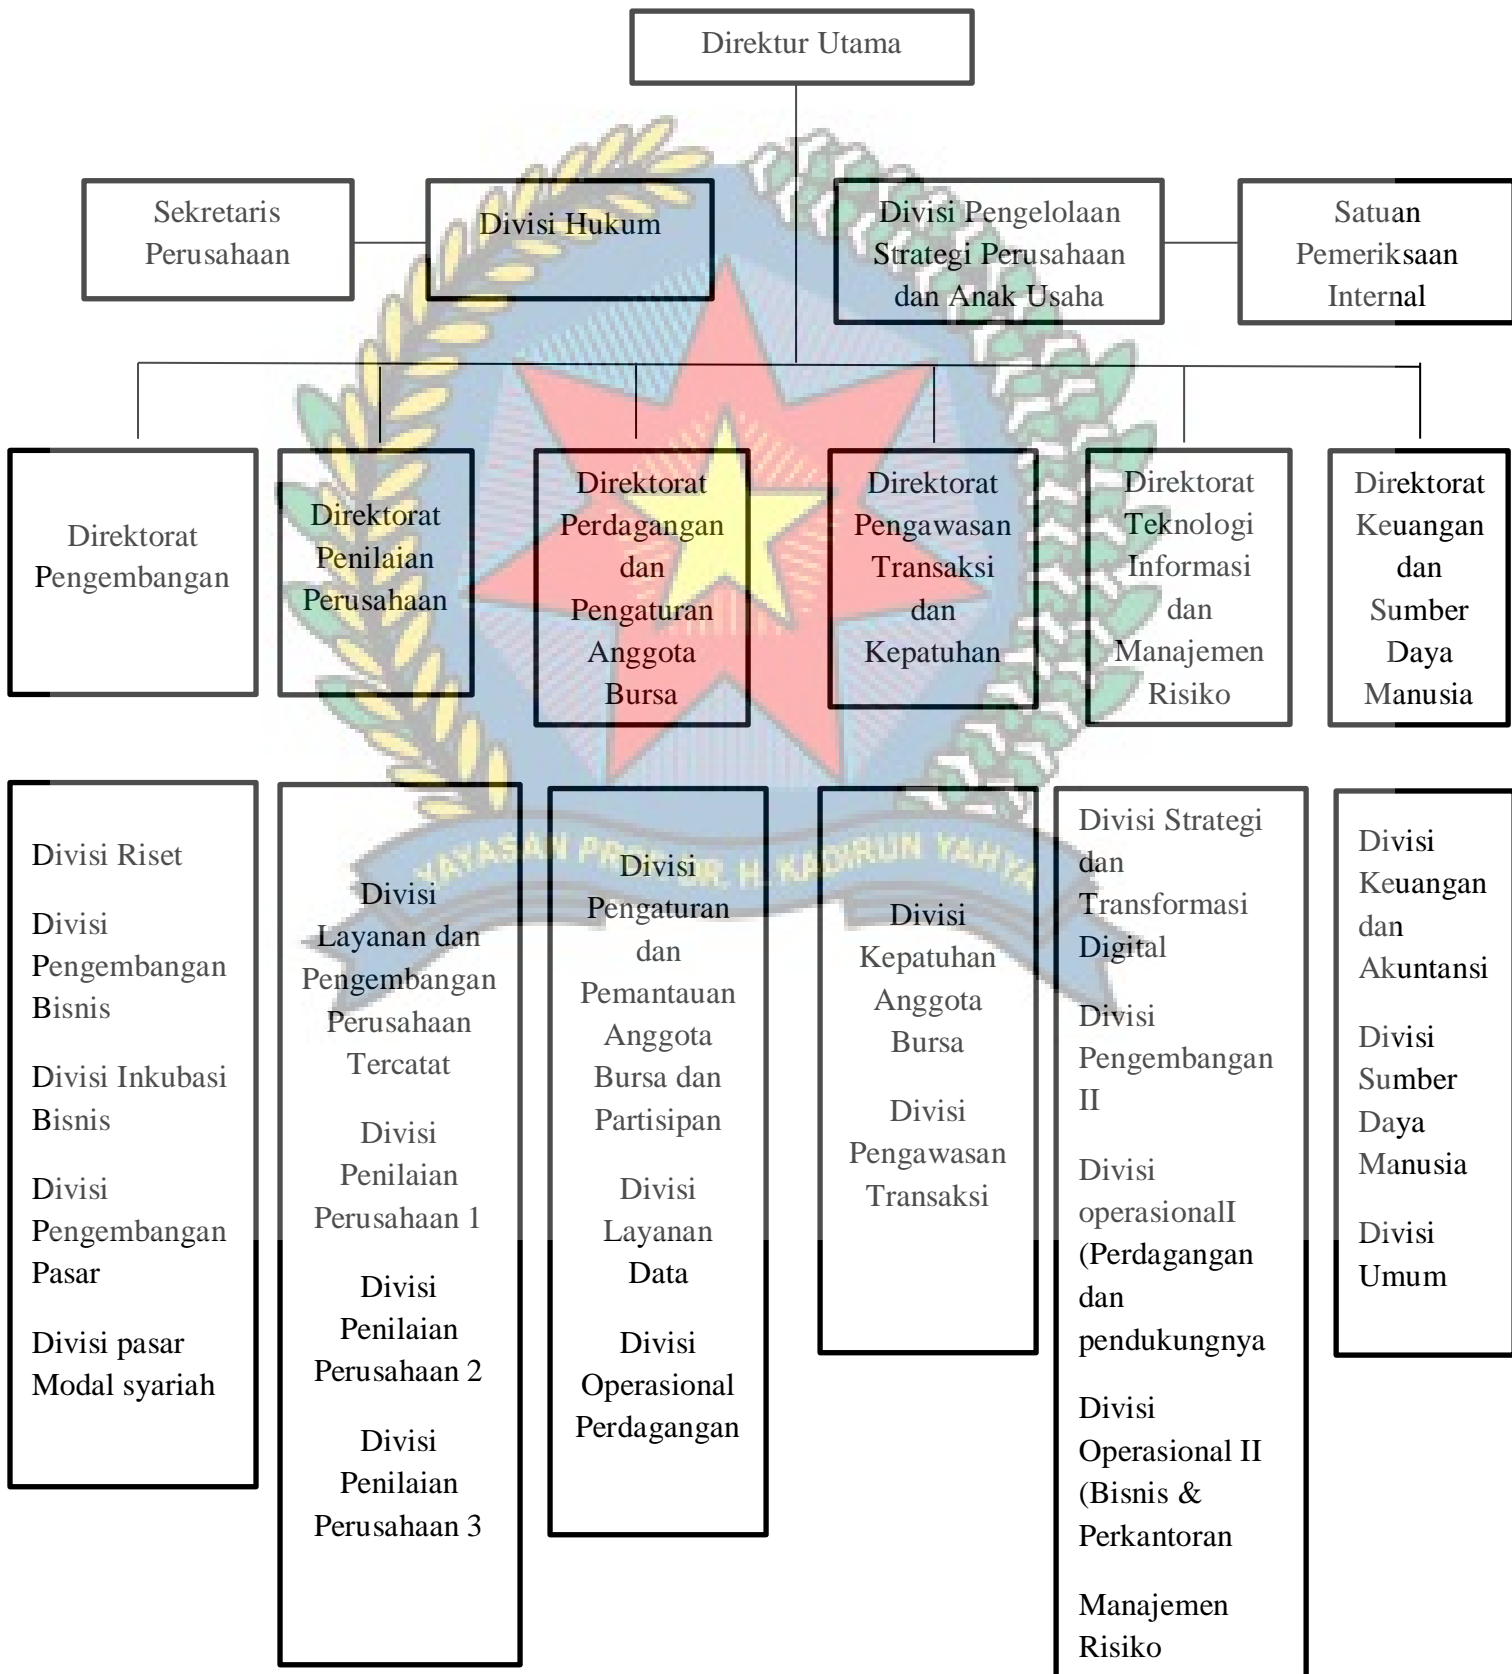 Direktur Utama
Sekretaris
Perusahaan
Divisi Hukum
Divisi Pengelolaan
Strategi Perusahaan
dan Anak Usaha
Satuan
Pemeriksaan
Internal
Direktorat
Pengembangan
Direktorat
Penilaian
Perusahaan
Direktorat
Perdagangan
dan
Pengaturan
Anggota
Bursa
Direktorat
Pengawasan
Transaksi
dan
Kepatuhan
Direktorat
Teknologi
Informasi
dan
Manajemen
Risiko
Direktorat
Keuangan
dan
Sumber
Daya
Manusia
Divisi Riset
Divisi
Pengembangan
Bisnis
Divisi Inkubasi
Bisnis
Divisi
Pengembangan
Pasar
Divisi pasar
Modal syariah
Divisi
Layanan dan
Pengembangan
Perusahaan
Tercatat
Divisi
Penilaian
Perusahaan 1
Divisi
Penilaian
Perusahaan 2
Divisi
Penilaian
Perusahaan 3
Divisi
Pengaturan
dan
Pemantauan
Anggota
Bursa dan
Partisipan
Divisi
Layanan
Data
Divisi
Operasional
Perdagangan
Divisi
Kepatuhan
Anggota
Bursa
Divisi
Pengawasan
Transaksi
Divisi Strategi
dan
Transformasi
Digital
Divisi
Pengembangan
II
Divisi
operasionalI
(Perdagangan
dan
pendukungnya
Divisi
Operasional II
(Bisnis &
Perkantoran
Manajemen
Risiko
Divisi
Keuangan
dan
Akuntansi
Divisi
Sumber
Daya
Manusia
Divisi
Umum
YAYASAN PROF. DR. H. KADIRUN YAHYA